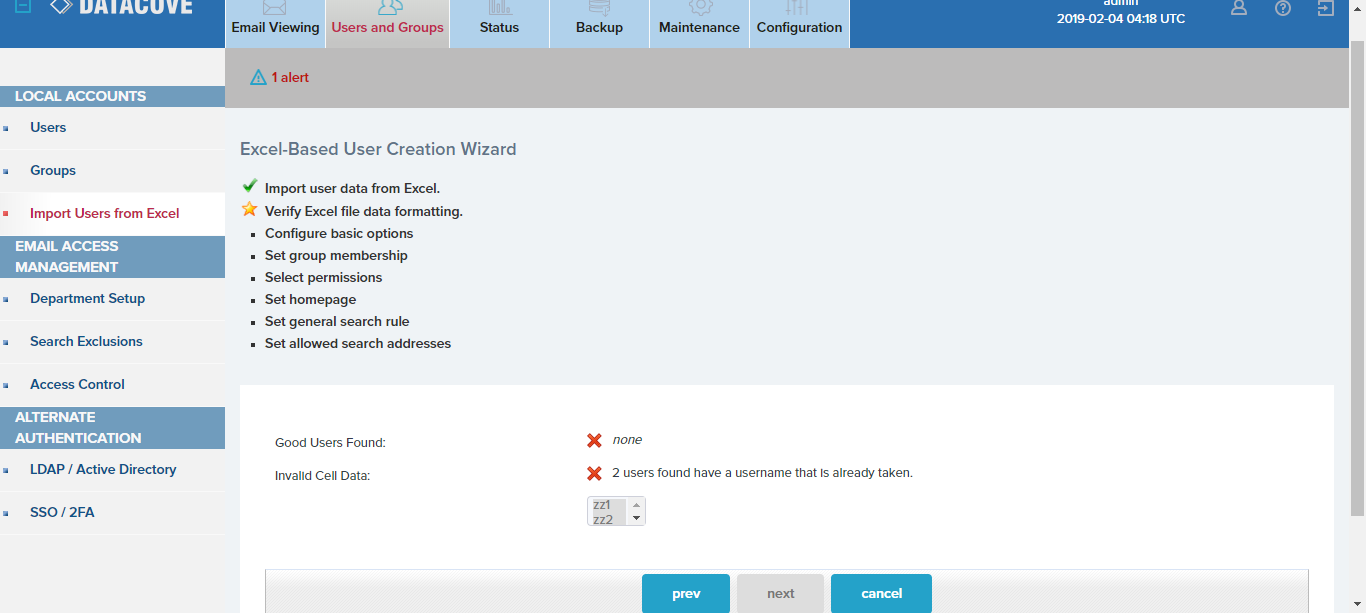 DATACOVE
Email Viewing
Users and Groups
Status
Backup
Maintenance
Configuration
admin
2019-02-04 04:18 UTC
1 alert
LOCAL ACCOUNTS
Users
Groups
Import Users from Excel
EMAIL ACCESS
MANAGEMENT
Department Setup
Search Exclusions
Access Control
ALTERNATE
AUTHENTICATION
LDAP / Active Directory
SSO / 2FA
Excel-Based User Creation Wizard
Import user data from Excel.
Verify Excel file data formatting.
Configure basic options
Set group membership
Select permissions
Set homepage
Set general search rule
Set allowed search addresses
Good Users Found:
none
Invalid Cell Data:
2 users found have a username that is already taken.
zz1
zz2
prev
next
cancel